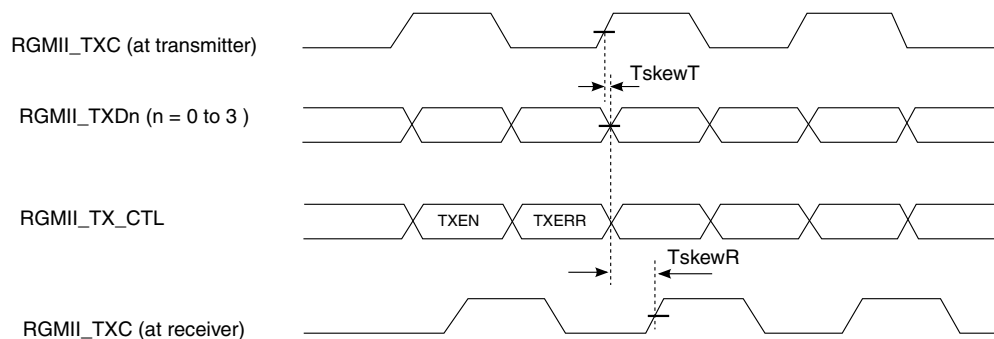 RGMII_TXC (at transmitter)
TskewT
RGMII_TXDn (n = 0 to 3 )
RGMII_TX_CTL
TXEN
TXERR
TskewR
RGMII_TXC (at receiver)